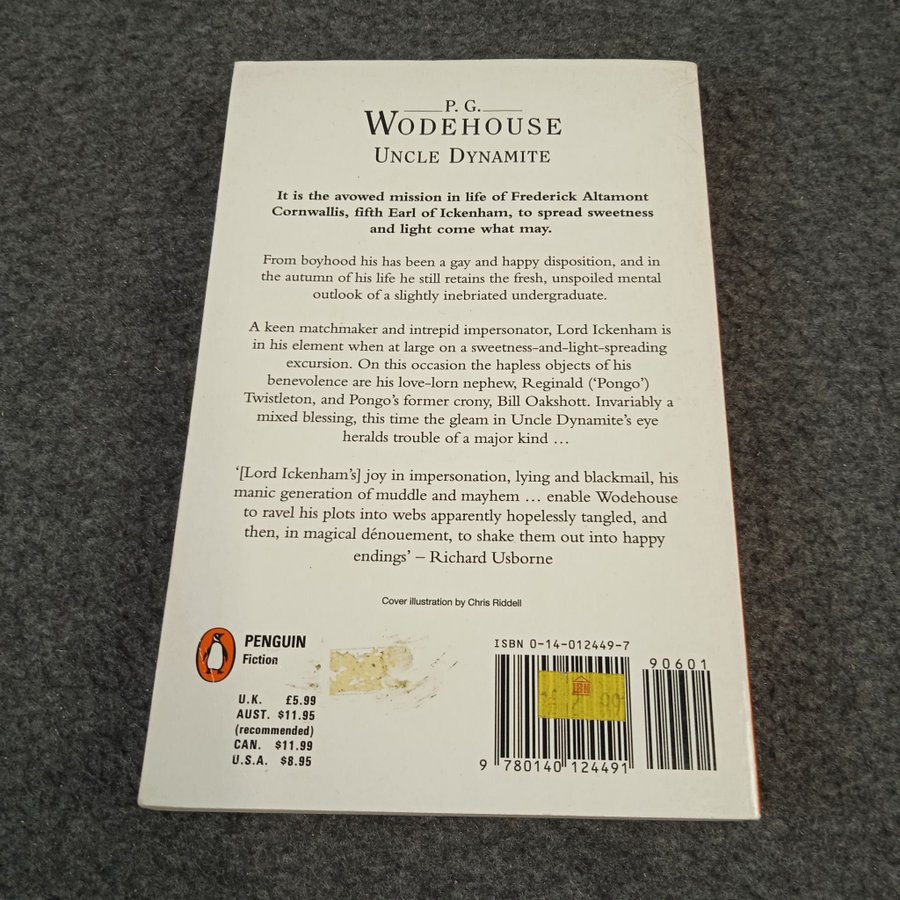 P. G.
WODEHOUSE
UNCLE DYNAMITE
It is the avowed mission in life of Frederick Altamont
Cornwallis, fifth Earl of Ickenham, to spread sweetness
and light come what may.
From boyhood his has been a gay and happy disposition, and in
the autumn of his life he still retains the fresh, unspoiled mental
outlook of a slightly inebriated undergraduate.
A keen matchmaker and intrepid impersonator, Lord Ickenham is
in his element when at large on a sweetness-and-light-spreading
excursion. On this occasion the hapless objects of his
benevolence are his love-lorn nephew, Reginald (‘Pongo’)
Twistleton, and Pongo’s former crony, Bill Oakshott. Invariably a
mixed blessing, this time the gleam in Uncle Dynamite’s eye
heralds trouble of a major kind …
‘[Lord Ickenham’s] joy in impersonation, lying and blackmail, his
manic generation of muddle and mayhem … enable Wodehouse
to ravel his plots into webs apparently hopelessly tangled, and
then, in magical dénouement, to shake them out into happy
endings’ – Richard Usborne
Cover illustration by Chris Riddell
PENGUIN
Fiction
U.K. £5.99
AUST. $11.95
(recommended)
CAN. $11.99
U.S.A. $8.95
ISBN 0-14-012449-7
90601
9 780140 124491